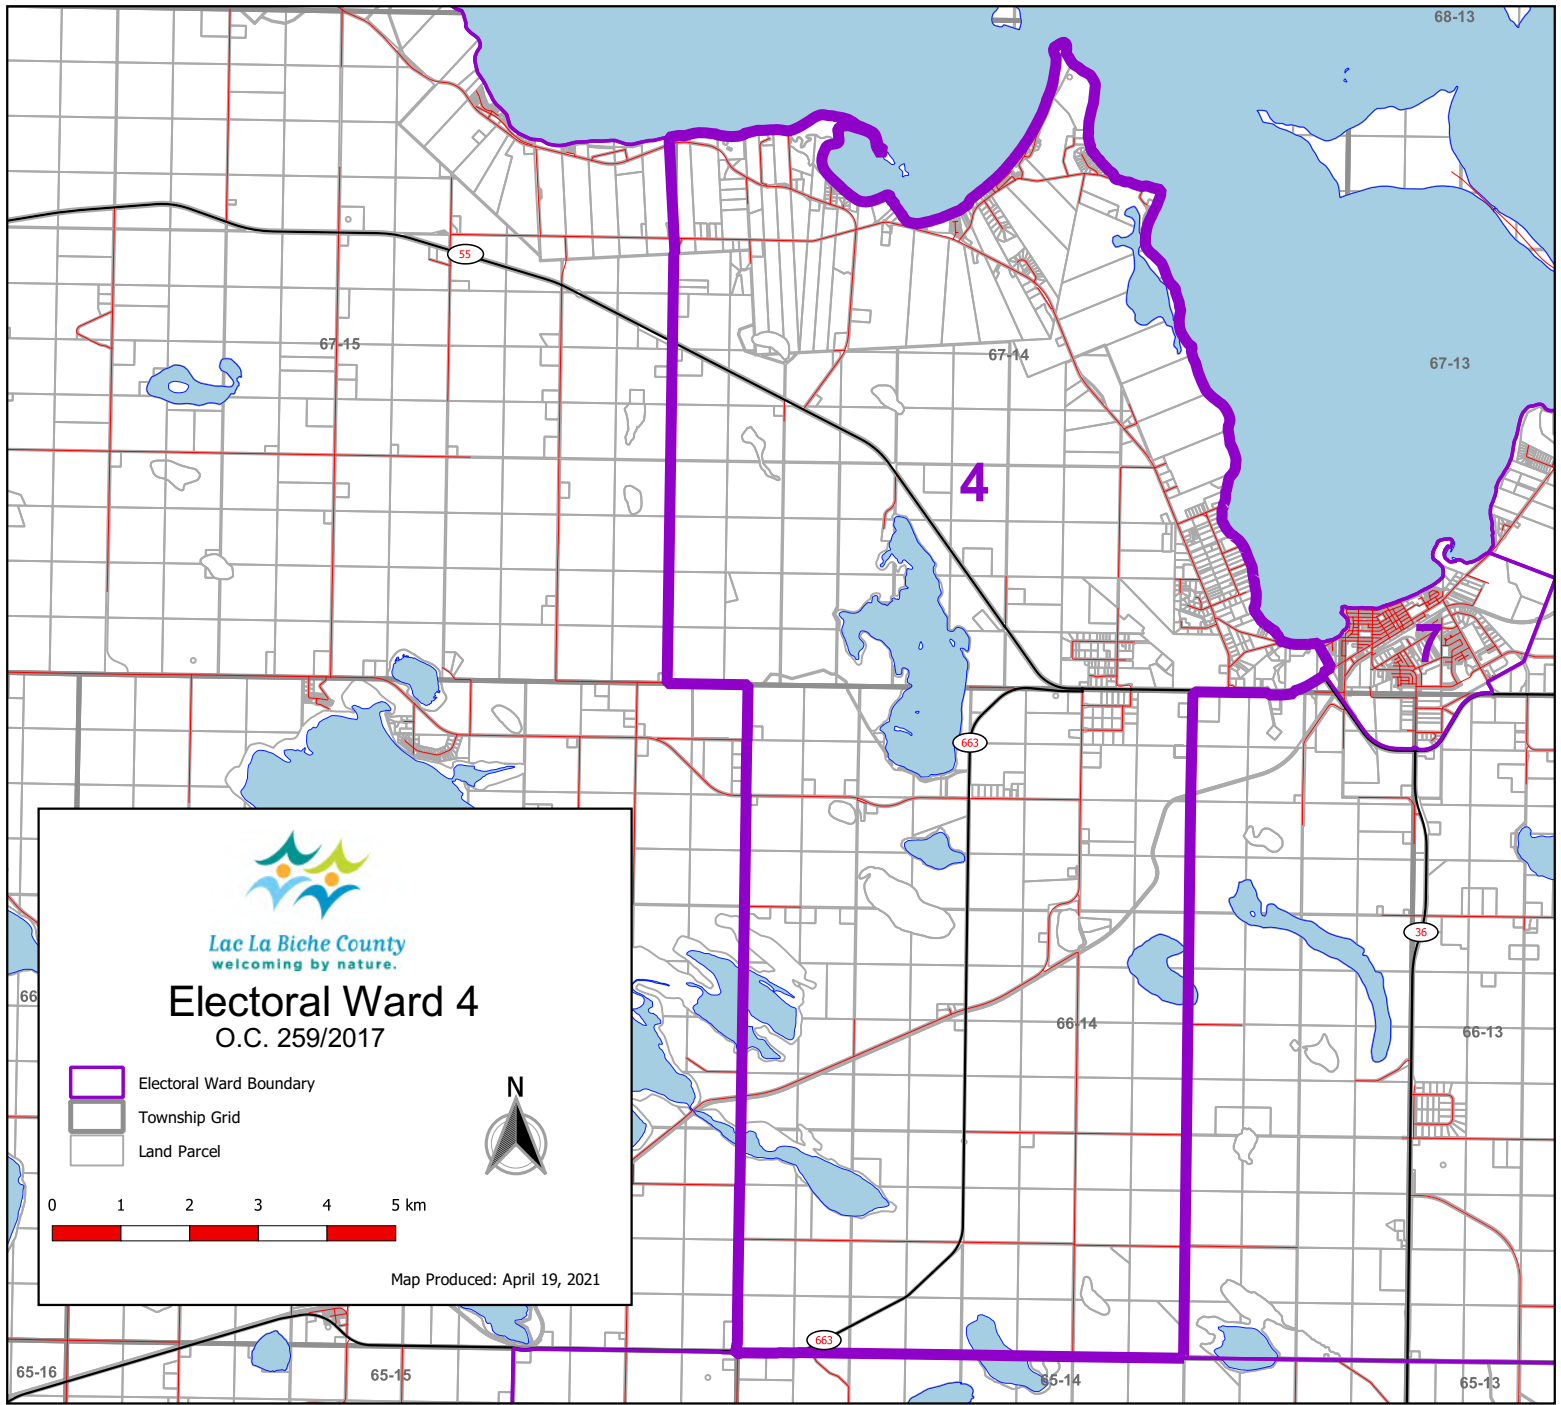 68-13
55
67-15
67-14
67-13
4
7
663
36
66
66-14
66-13
Lac La Biche County
welcoming by nature.
Electoral Ward 4
O.C. 259/2017
Electoral Ward Boundary
Township Grid
Land Parcel
N
0 1 2 3 4 5 km
Map Produced: April 19, 2021
663
65-16
65-15
65-14
65-13